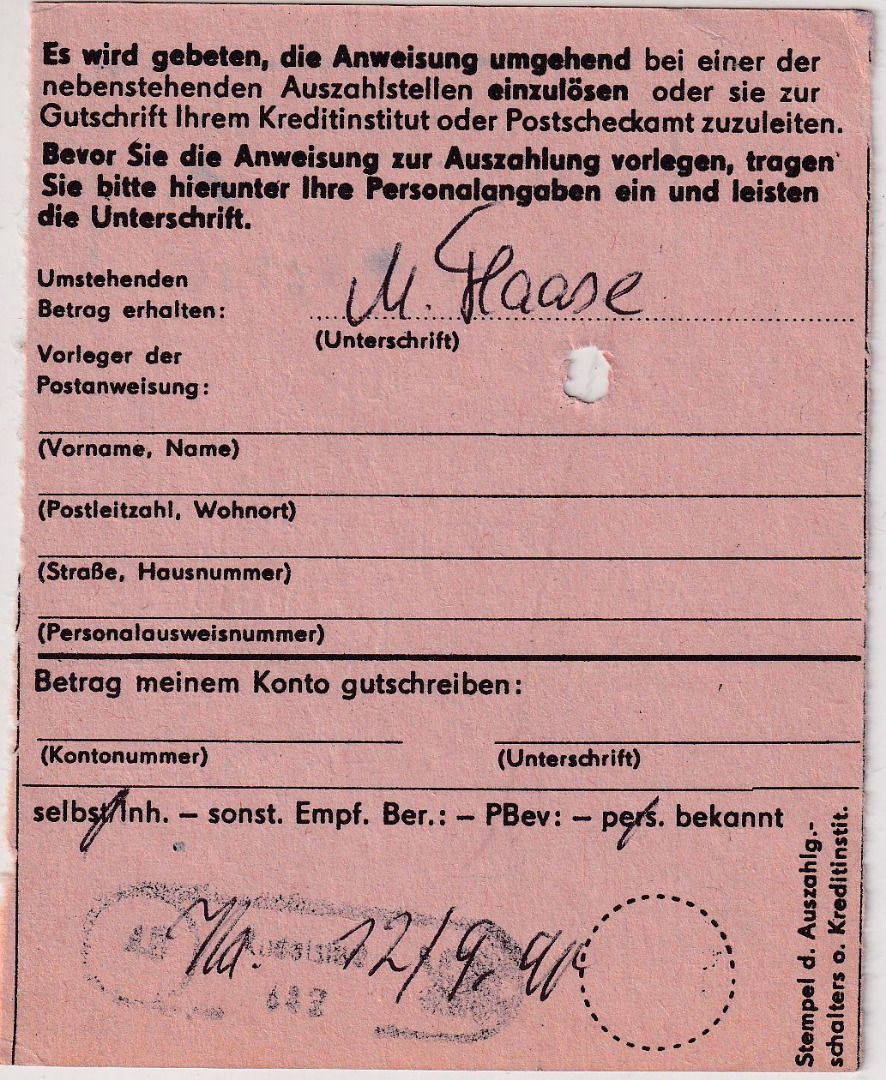 Es wird gebeten, die Anweisung umgehend bei einer der
nebenstehenden Auszahlstellen einzulösen oder sie zur
Gutschrift Ihrem Kreditinstitut oder Postscheckamt zuzuleiten.
Bevor Sie die Anweisung zur Auszahlung vorlegen, tragen
Sie bitte hierunter Ihre Personalangaben ein und leisten
die Unterschrift.
Umstehenden
Betrag erhalten:
M. Haase
(Unterschrift)
Vorleger der
Postanweisung:
(Vorname, Name)
(Postleitzahl, Wohnort)
(Straße, Hausnummer)
(Personalausweisnummer)
Betrag meinem Konto gutschreiben:
(Kontonummer) (Unterschrift)
selbst/Inh. – sonst. Empf. Ber.: – PBev: – pers. bekannt
12/9. 90
Stempel d. Auszahlg.-
schalters o. Kreditinstit.